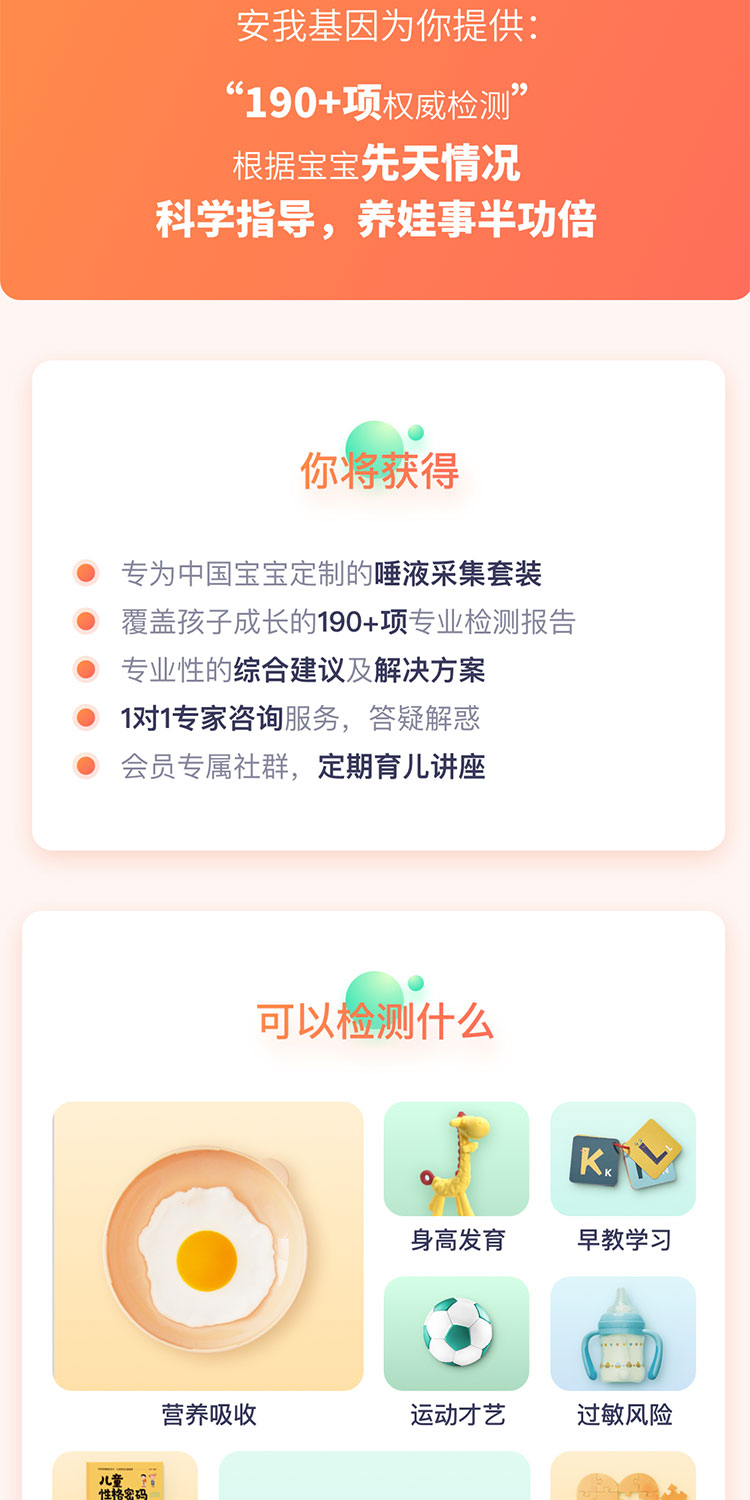 安我基因为你提供：
“190+项权威检测”
根据宝宝先天情况
科学指导，养娃事半功倍
你将获得
专为中国宝宝定制的唾液采集套装
覆盖孩子成长的190+项专业检测报告
专业性的综合建议及解决方案
1对1专家咨询服务，答疑解惑
会员专属社群，定期育儿讲座
可以检测什么
K K L
身高发育
早教学习
营养吸收
运动才艺
过敏风险
儿童
性格密码